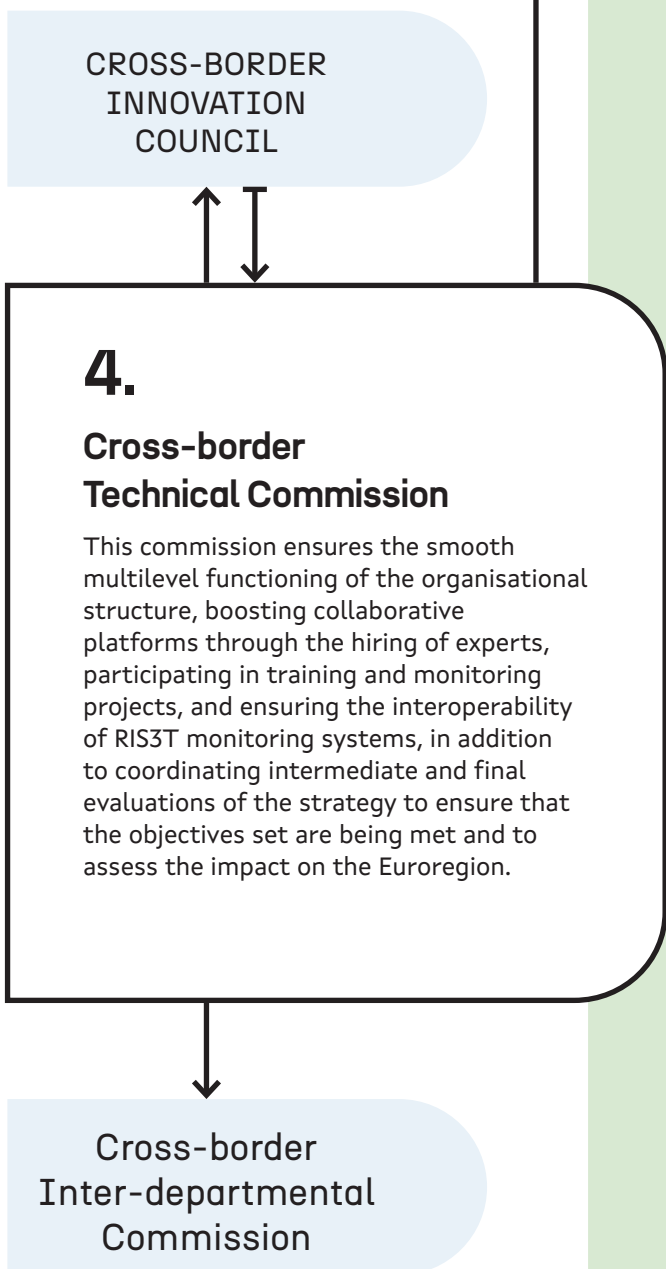 CROSS-BORDER
INNOVATION
COUNCIL
4.
Cross-border
Technical Commission
This commission ensures the smooth
multilevel functioning of the organisational
structure, boosting collaborative
platforms through the hiring of experts,
participating in training and monitoring
projects, and ensuring the interoperability
of RIS3T monitoring systems, in addition
to coordinating intermediate and final
evaluations of the strategy to ensure that
the objectives set are being met and to
assess the impact on the Euroregion.
Cross-border
Inter-departmental
Commission